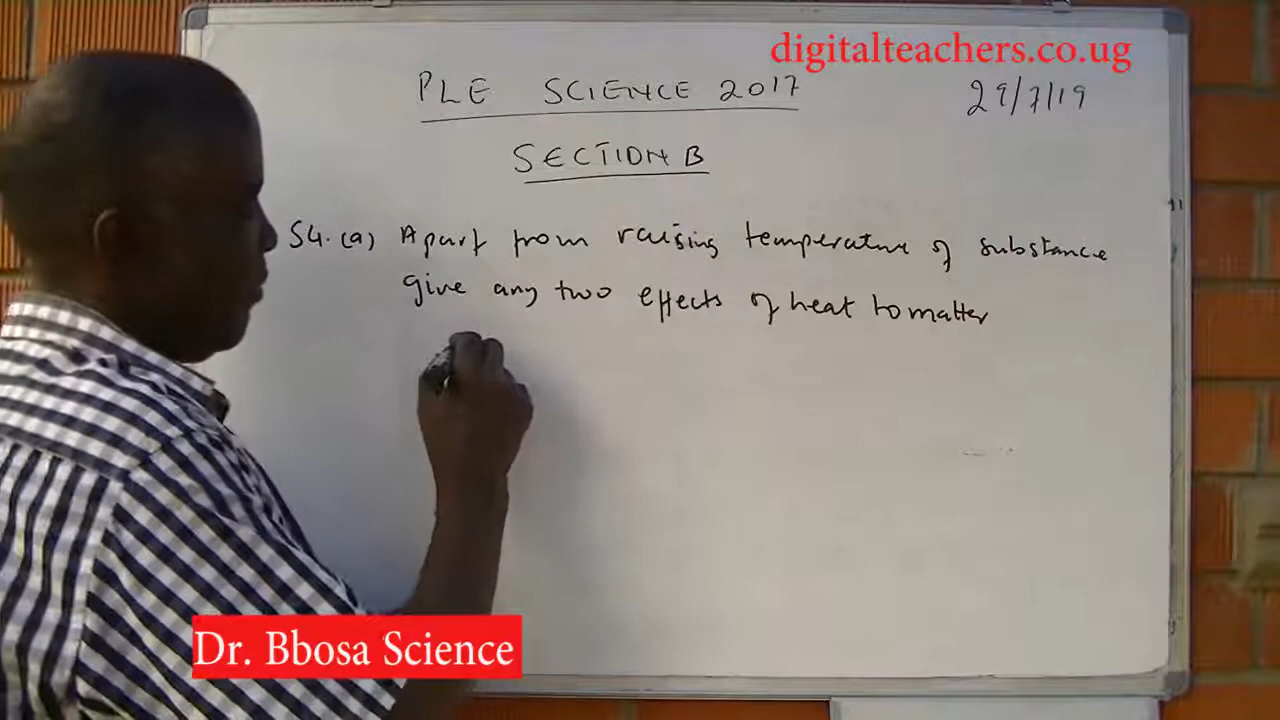 digitalteachers.co.ug
PLE SCIENCE 2017
29/7/19
SECTION B
54. (a) Apart from raising temperature of substance
give any two effects of heat to matter
Dr. Bbosa Science